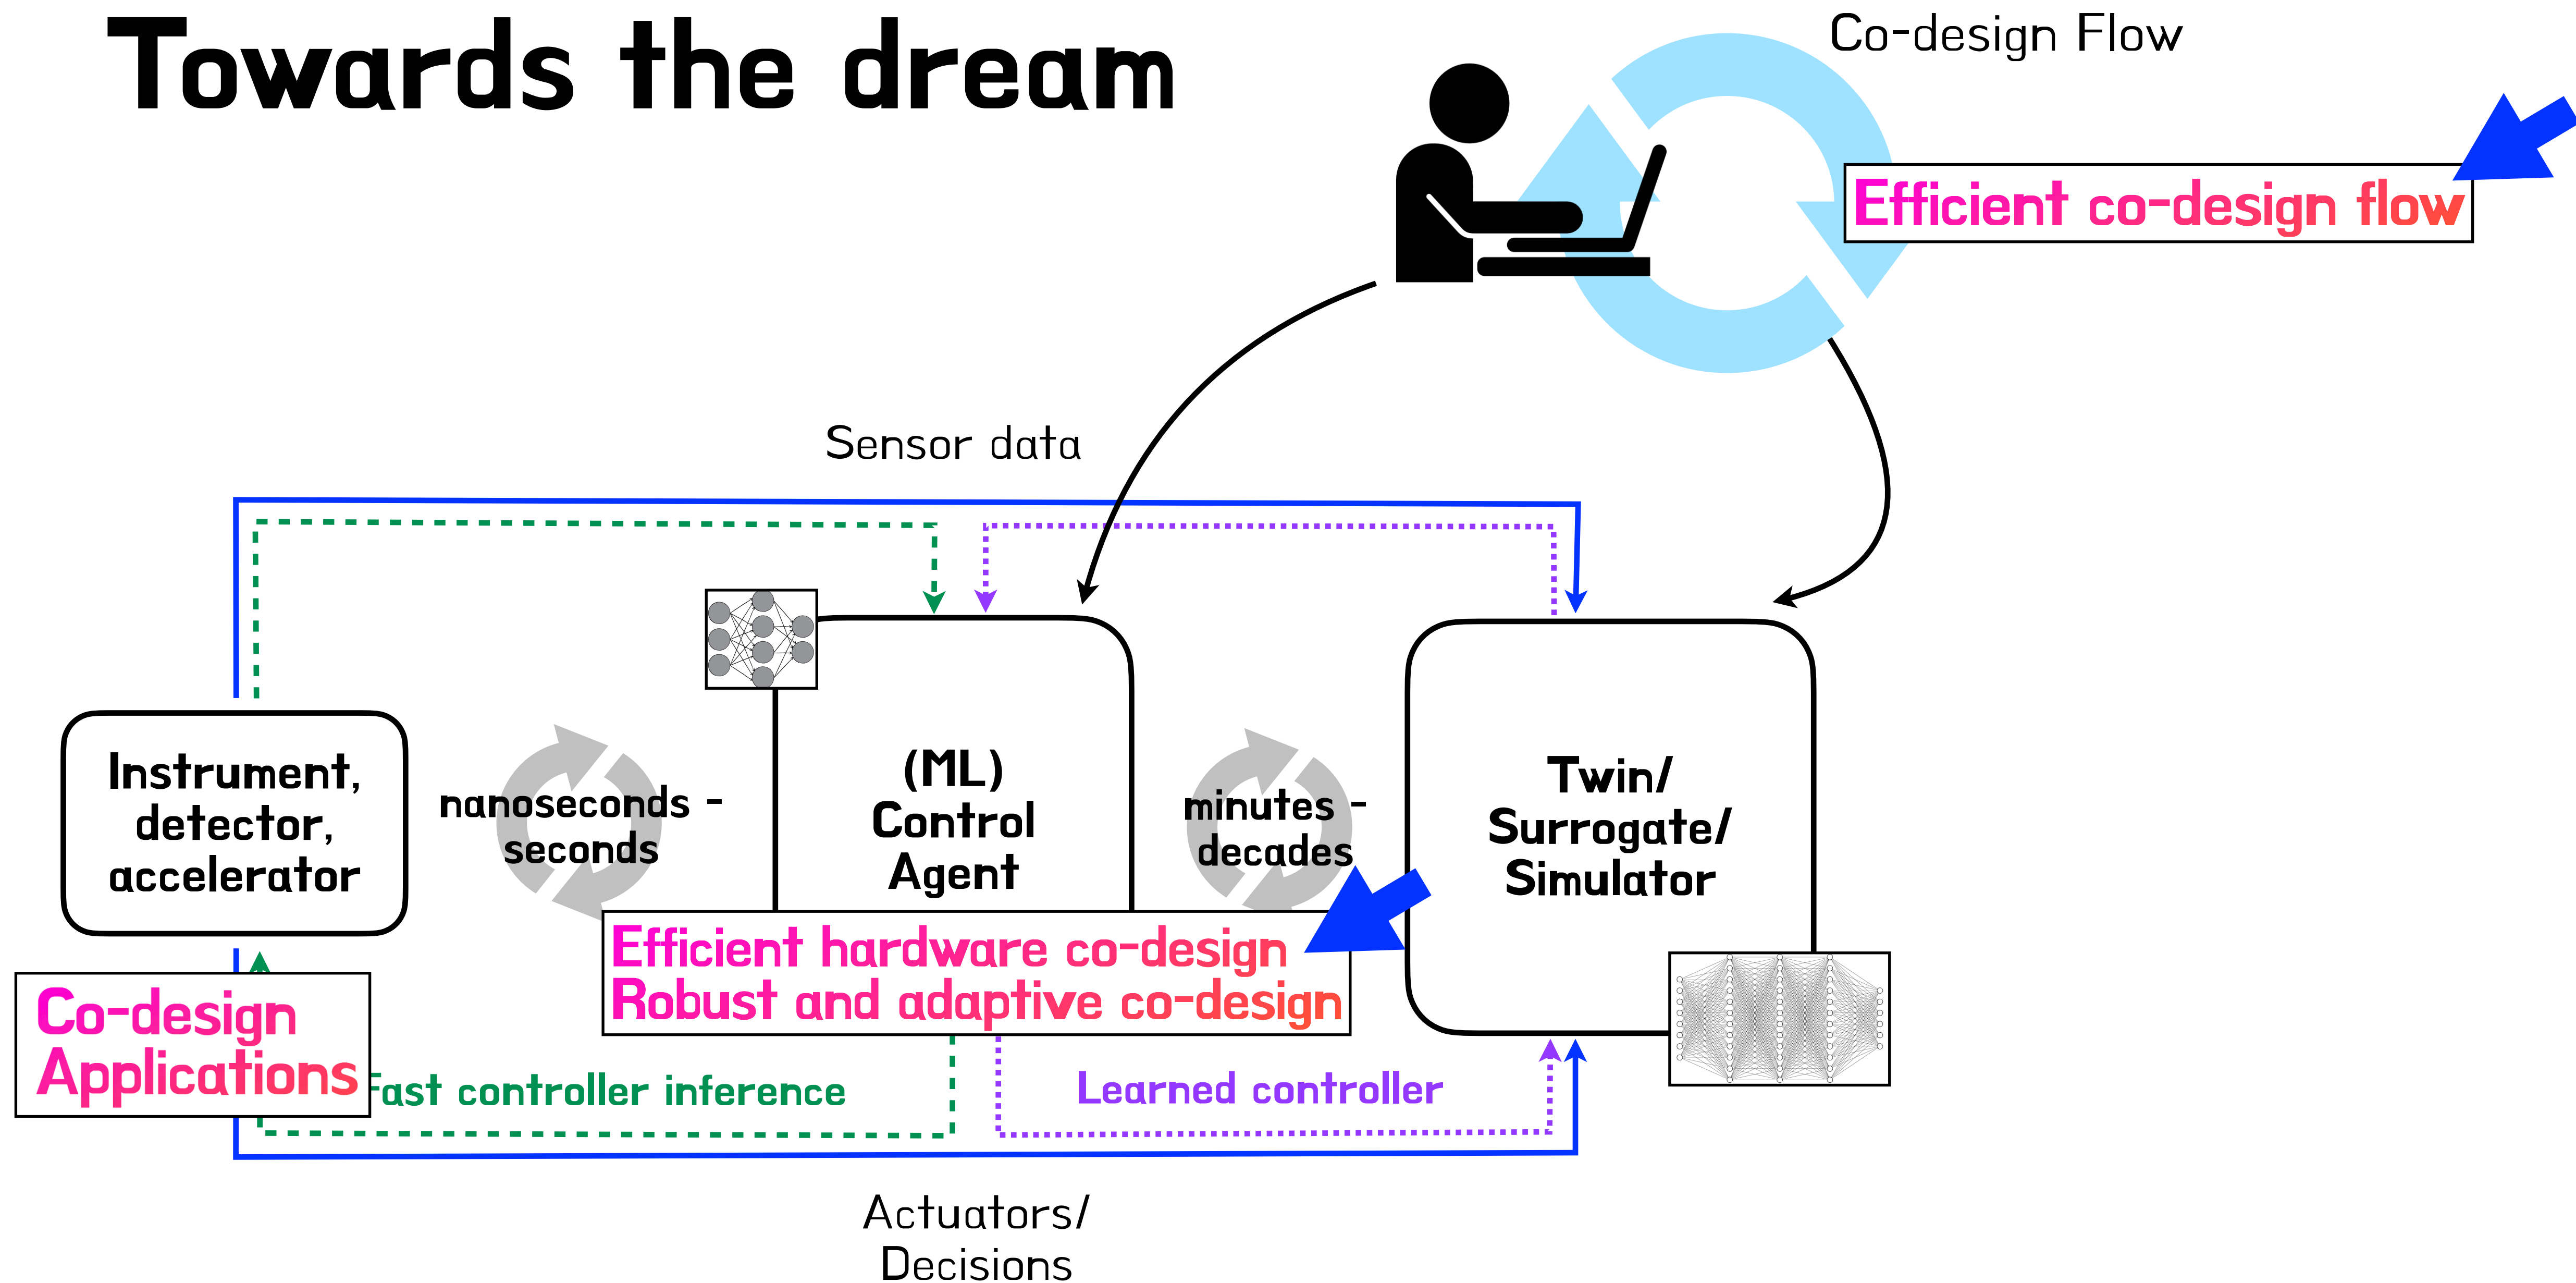 Towards the dream
Co-design Flow
Efficient co-design flow
Sensor data
Instrument,
detector,
accelerator
nanoseconds -
seconds
(ML)
Control
Agent
minutes -
decades
Twin/
Surrogate/
Simulator
Efficient hardware co-design
Robust and adaptive co-design
Co-design
Applications
Fast controller inference
Learned controller
Actuators/
Decisions